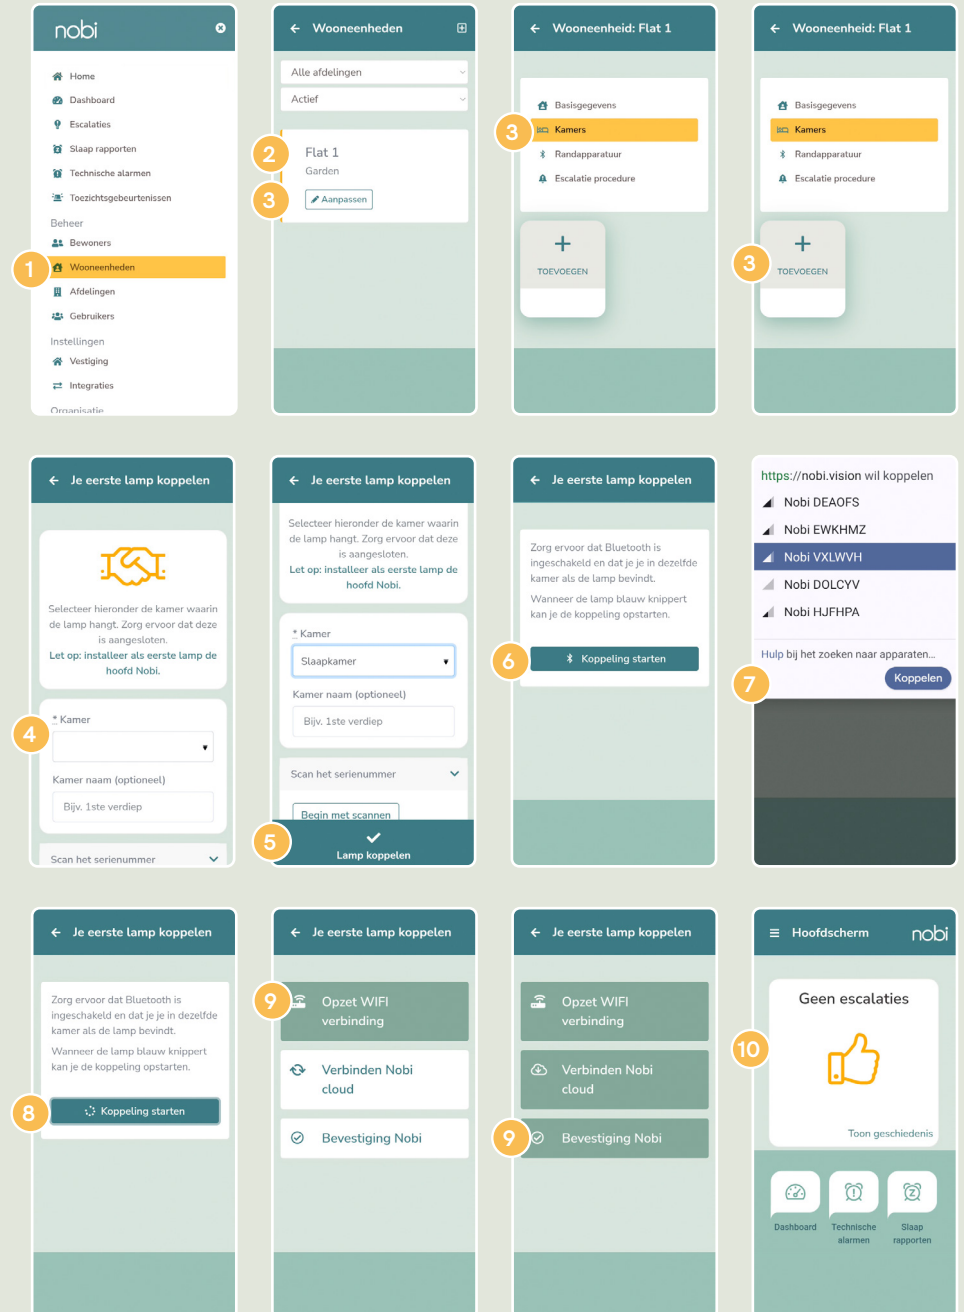 nobi
Home
Dashboard
Escalaties
Slaap rapporten
Technische alarmen
Toezichtsgebeurtenissen
Beheer
Bewoners
1
Wooneenheden
Afdelingen
Gebruikers
Instellingen
Vestiging
Integraties
Organisatie
Wooneenheden
Alle afdelingen
Actief
2
Flat 1
Garden
3
Aanpassen
Wooneenheid: Flat 1
Basisgegevens
3
Kamers
Randapparatuur
Escalatie procedure
TOEVOEGEN
Wooneenheid: Flat 1
Basisgegevens
Kamers
Randapparatuur
Escalatie procedure
3
TOEVOEGEN
Je eerste lamp koppelen
Selecteer hieronder de kamer waarin
de lamp hangt. Zorg ervoor dat deze
is aangesloten.
Let op: installeer als eerste lamp de
hoofd Nobi.
* Kamer
4
Kamer naam (optioneel)
Bijv. 1ste verdiep
Scan het serienummer
Je eerste lamp koppelen
Selecteer hieronder de kamer waarin
de lamp hangt. Zorg ervoor dat deze
is aangesloten.
Let op: installeer als eerste lamp de
hoofd Nobi.
* Kamer
Slaapkamer
Kamer naam (optioneel)
Bijv. 1ste verdiep
Scan het serienummer
Begin met scannen
5
Lamp koppelen
Je eerste lamp koppelen
Zorg ervoor dat Bluetooth is
ingeschakeld en dat je je in dezelfde
kamer als de lamp bevindt.
Wanneer de lamp blauw knippert
kan je de koppeling opstarten.
6
Koppeling starten
https://nobi.vision wil koppelen
Nobi DEAOFS
Nobi EWKHMZ
Nobi VXLWVH
Nobi DOLCYV
Nobi HJFHPA
Hulp bij het zoeken naar apparaten...
7
Koppelen
Je eerste lamp koppelen
Zorg ervoor dat Bluetooth is
ingeschakeld en dat je je in dezelfde
kamer als de lamp bevindt.
Wanneer de lamp blauw knippert
kan je de koppeling opstarten.
8
Koppeling starten
Je eerste lamp koppelen
9
Opzet WIFI
verbinding
Verbinden Nobi
cloud
Bevestiging Nobi
Je eerste lamp koppelen
Opzet WIFI
verbinding
Verbinden Nobi
cloud
9
Bevestiging Nobi
Hoofdscherm
nobi
Geen escalaties
10
Toon geschiedenis
Dashboard
Technische
alarmen
Slaap
rapporten